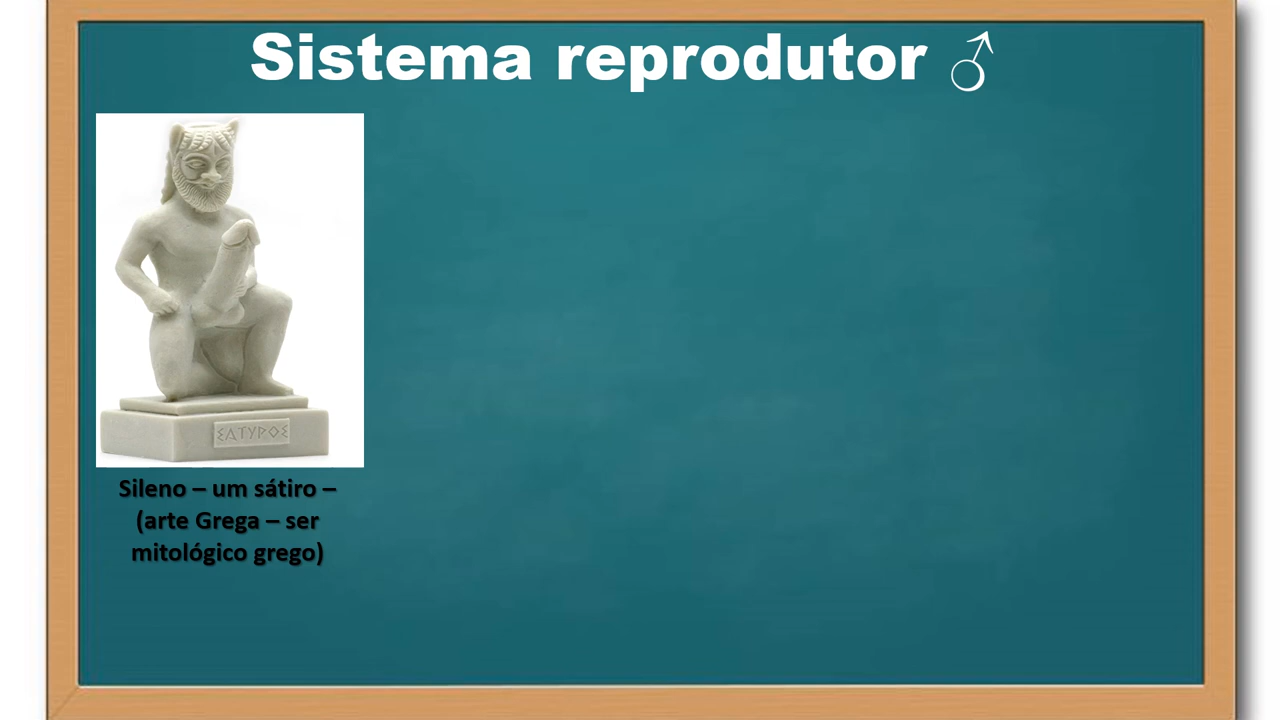 Sistema reprodutor ♂
ΣΑΤΥΡΟΣ
Sileno – um sátiro –
(arte Grega – ser
mitológico grego)